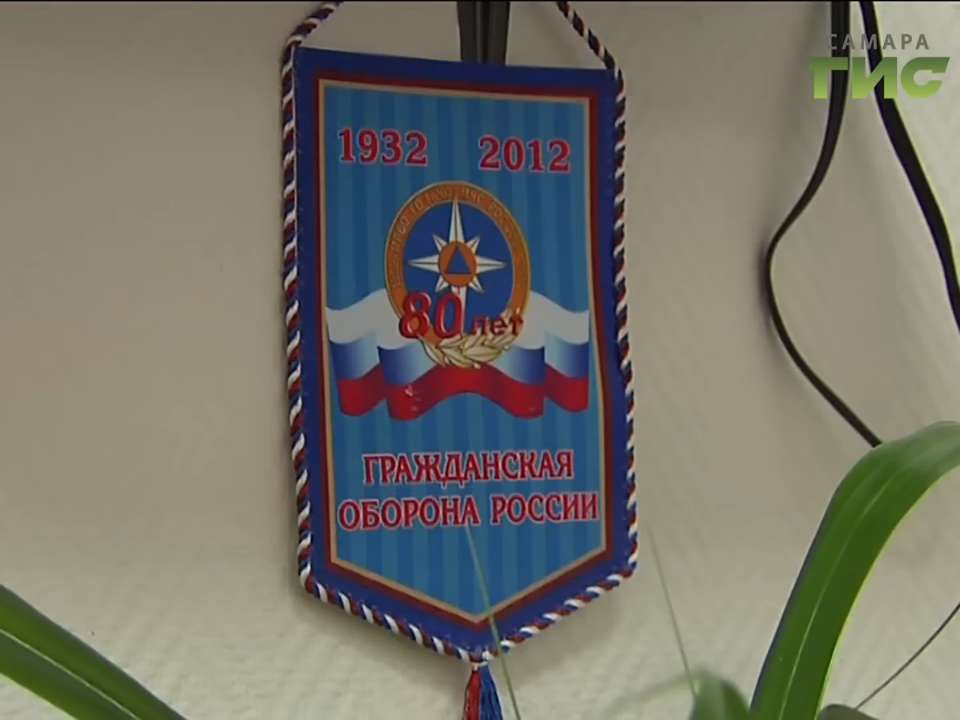 САМАРА
ГИС
1932 2012
80 лет
ГРАЖДАНСКАЯ
ОБОРОНА РОССИИ